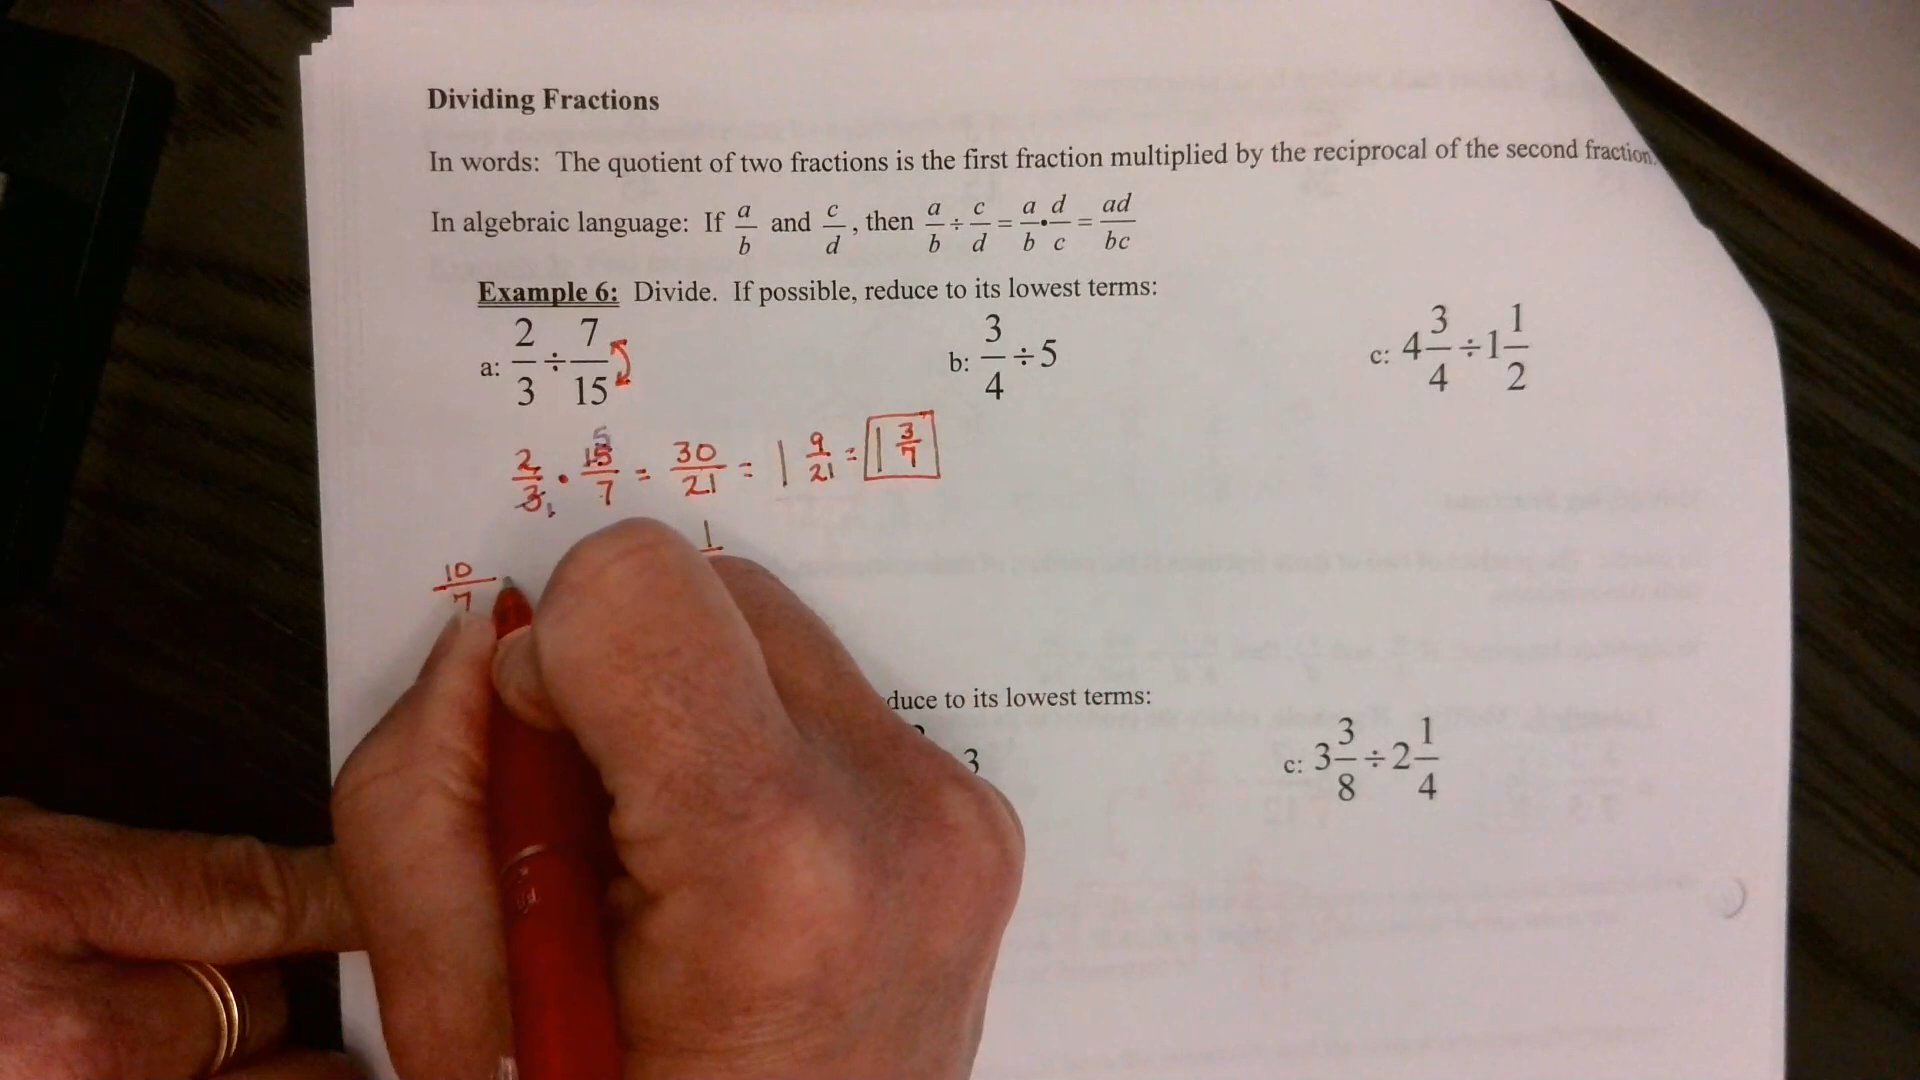 Dividing Fractions
In words: The quotient of two fractions is the first fraction multiplied by the reciprocal of the second fraction.
In algebraic language: If a/b and c/d, then a/b ÷ c/d = a/b • d/c = ad/bc
Example 6: Divide. If possible, reduce to its lowest terms:
a: 2/3 ÷ 7/15 b: 3/4 ÷ 5 c: 4 3/4 ÷ 1 1/2
5
2/3 • 15/7 = 30/21 = 1 9/21 = 1 3/7
1
1
10/7
duce to its lowest terms:
3 c: 3 3/8 ÷ 2 1/4